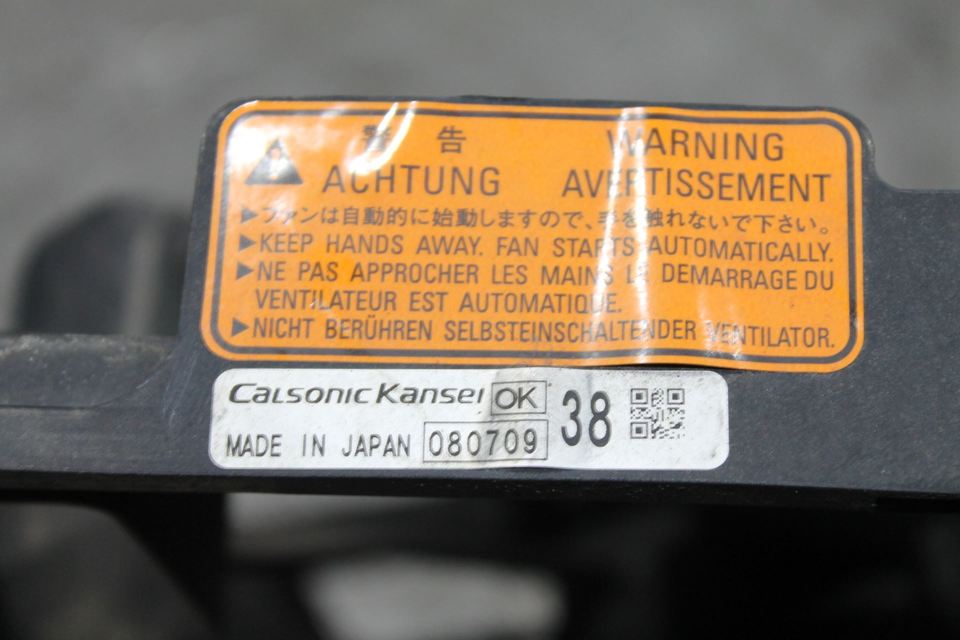 警告 WARNING
ACHTUNG AVERTISSEMENT
▶ファンは自動的に始動しますので、手を触れないで下さい。
▶KEEP HANDS AWAY. FAN STARTS AUTOMATICALLY.
▶NE PAS APPROCHER LES MAINS LE DEMARRAGE DU
VENTILATEUR EST AUTOMATIQUE.
▶NICHT BERÜHREN SELBSTEINSCHALTENDER VENTILATOR.
CALSONIC KANSEI OK 38
MADE IN JAPAN 080709